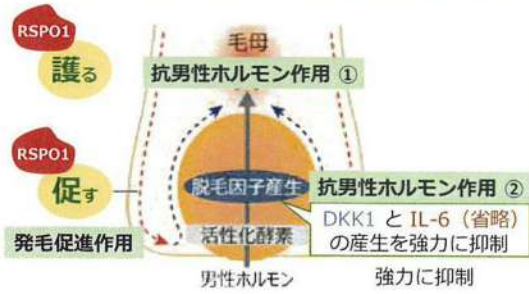 RSPO1
護る
毛母
抗男性ホルモン作用 ①
RSPO1
促す
脱毛因子産生
抗男性ホルモン作用 ②
DKK1 と IL-6（省略）
の産生を強力に抑制
発毛促進作用
活性化酵素
男性ホルモン
強力に抑制